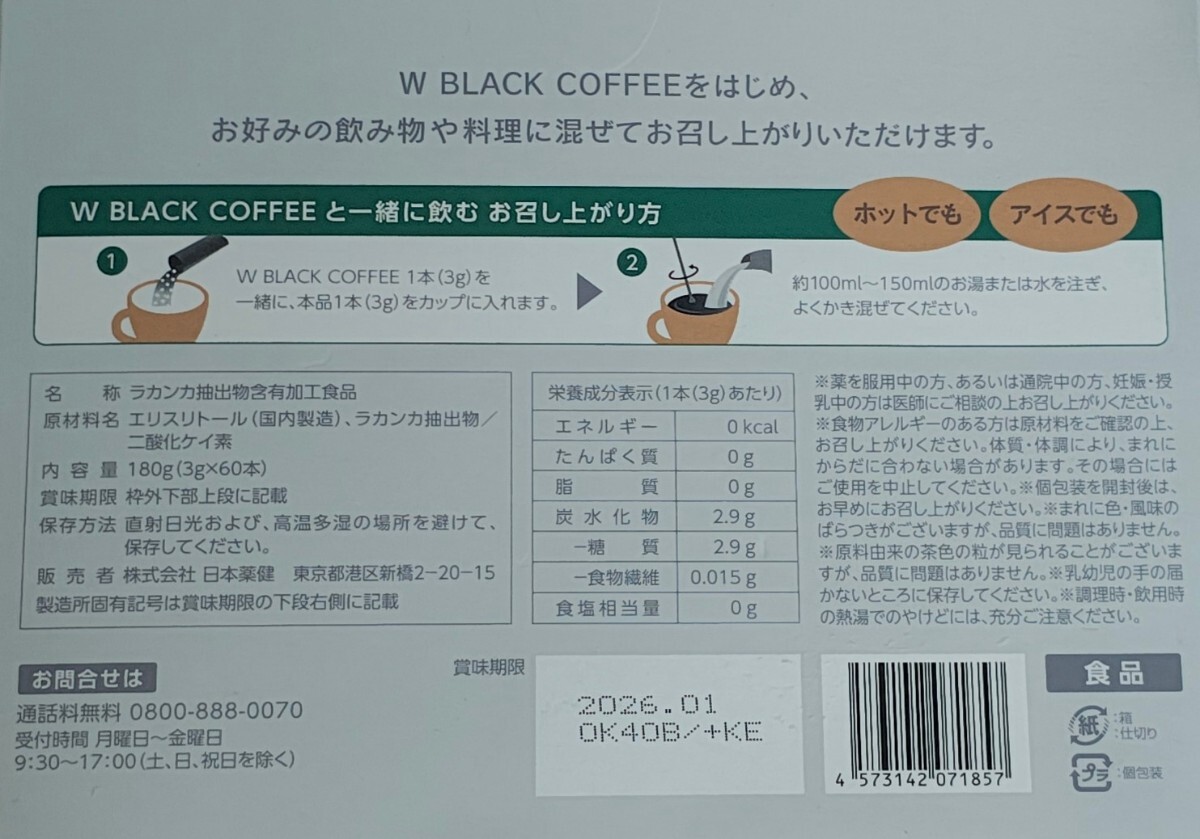 W BLACK COFFEEをはじめ、
お好みの飲み物や料理に混ぜてお召し上がりいただけます。
W BLACK COFFEE と一緒に飲む お召し上がり方
ホットでも
アイスでも
1
W BLACK COFFEE 1本(3g)を
一緒に、本品1本(3g)をカップに入れます。
2
約100ml〜150mlのお湯または水を注ぎ、
よくかき混ぜてください。
名称 ラカンカ抽出物含有加工食品
原材料名 エリスリトール(国内製造)、ラカンカ抽出物/
二酸化ケイ素
内容量 180g(3g×60本)
賞味期限 枠外下部上段に記載
保存方法 直射日光および、高温多湿の場所を避けて、
保存してください。
販売者 株式会社 日本薬健 東京都港区新橋2-20-15
製造所固有記号は賞味期限の下段右側に記載
栄養成分表示(1本(3g)あたり)
エネルギー 0kcal
たんぱく質 0g
脂質 0g
炭水化物 2.9g
-糖質 2.9g
-食物繊維 0.015g
食塩相当量 0g
※薬を服用中の方、あるいは通院中の方、妊娠・授
乳中の方は医師にご相談の上お召し上がりください。
※食物アレルギーのある方は原材料をご確認の上、
お召し上がりください。体質・体調により、まれに
からだに合わない場合があります。その場合には
ご使用を中止してください。※個包装を開封後は、
お早めにお召し上がりください。※まれに色・風味の
ばらつきがございますが、品質に問題はありません。
※原料由来の茶色の粒が見られることがございま
すが、品質に問題はありません。※乳幼児の手の届
かないところに保存してください。※調理時・飲用時
の熱湯でのやけどには、充分ご注意ください。
お問合せは
通話料無料 0800-888-0070
受付時間 月曜日〜金曜日
9:30〜17:00(土、日、祝日を除く)
賞味期限
2026.01
OK40B/+KE
4 573142 071857
食品
紙 :箱
:仕切り
プラ :個包装